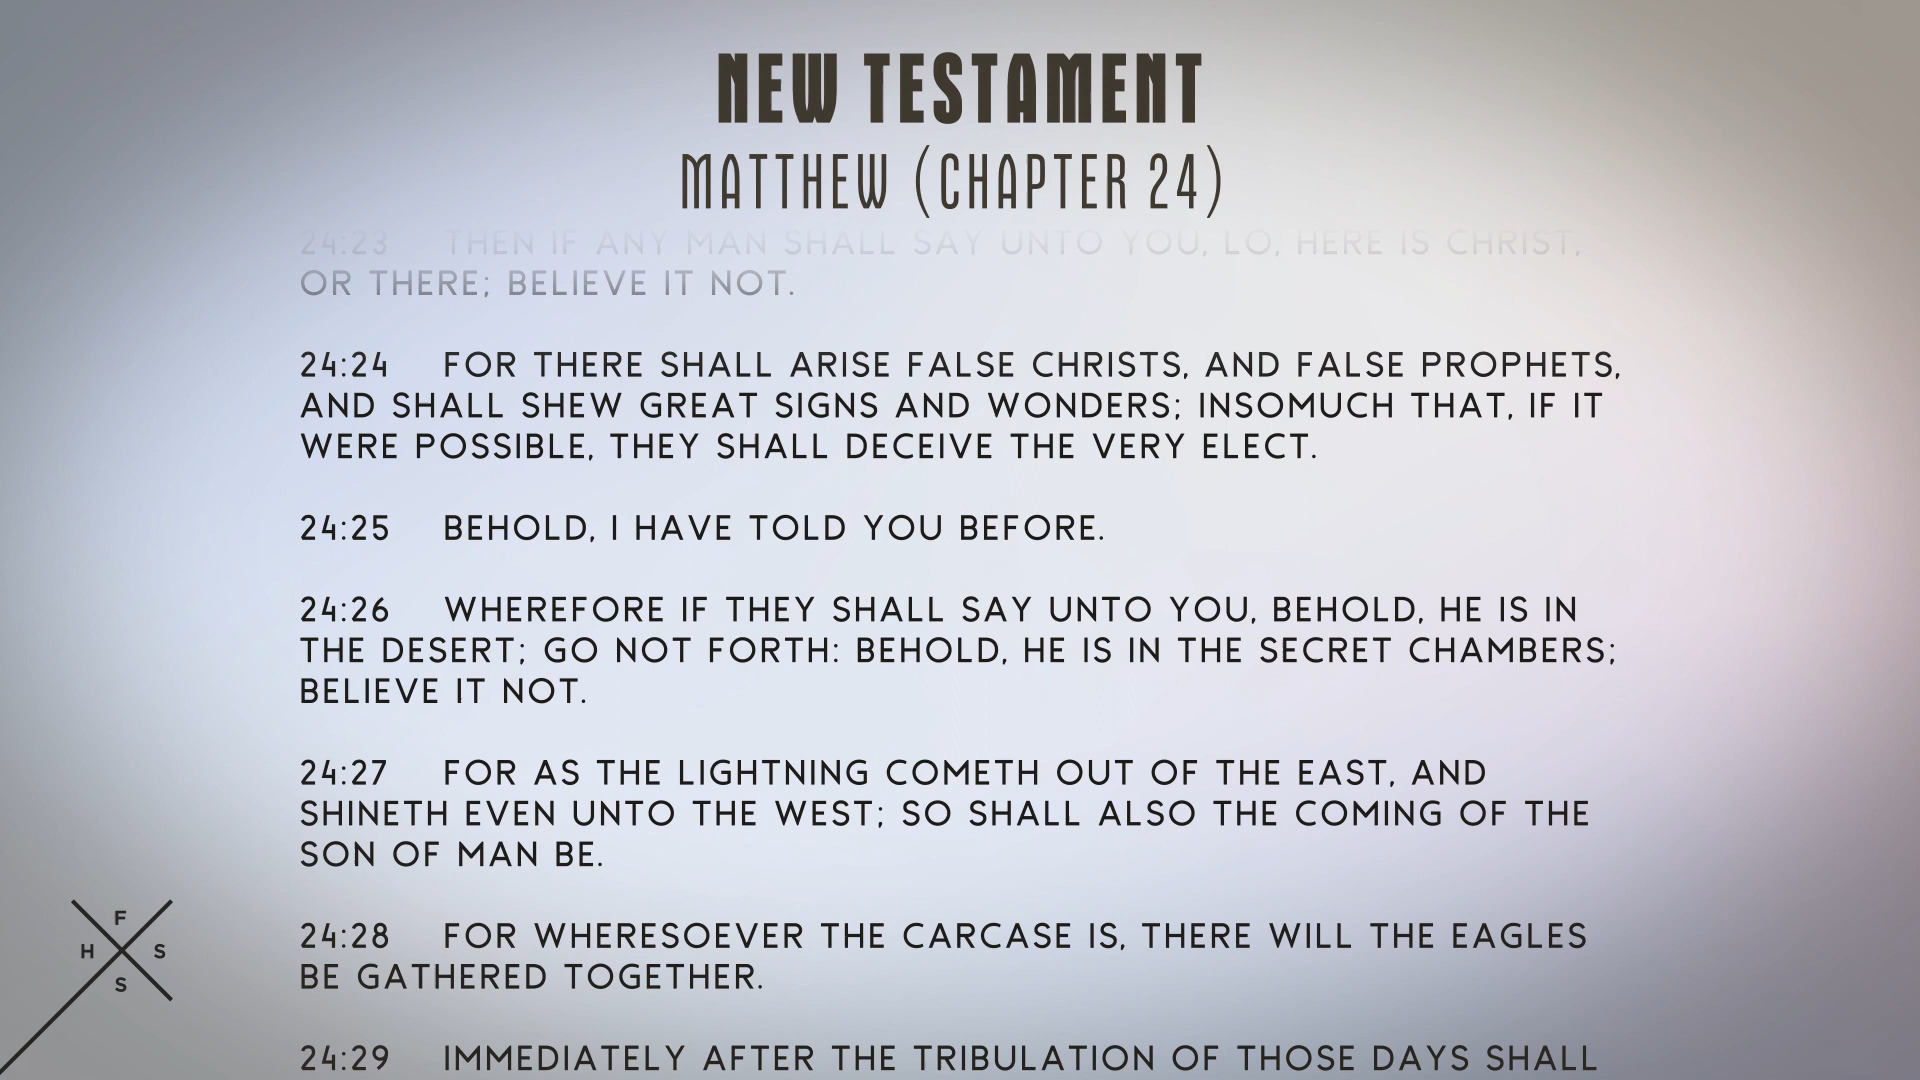 NEW TESTAMENT
MATTHEW (CHAPTER 24)
24:23 THEN IF ANY MAN SHALL SAY UNTO YOU, LO, HERE IS CHRIST,
OR THERE; BELIEVE IT NOT.
24:24 FOR THERE SHALL ARISE FALSE CHRISTS, AND FALSE PROPHETS,
AND SHALL SHEW GREAT SIGNS AND WONDERS; INSOMUCH THAT, IF IT
WERE POSSIBLE, THEY SHALL DECEIVE THE VERY ELECT.
24:25 BEHOLD, I HAVE TOLD YOU BEFORE.
24:26 WHEREFORE IF THEY SHALL SAY UNTO YOU, BEHOLD, HE IS IN
THE DESERT; GO NOT FORTH: BEHOLD, HE IS IN THE SECRET CHAMBERS;
BELIEVE IT NOT.
24:27 FOR AS THE LIGHTNING COMETH OUT OF THE EAST, AND
SHINETH EVEN UNTO THE WEST; SO SHALL ALSO THE COMING OF THE
SON OF MAN BE.
24:28 FOR WHERESOEVER THE CARCASE IS, THERE WILL THE EAGLES
BE GATHERED TOGETHER.
24:29 IMMEDIATELY AFTER THE TRIBULATION OF THOSE DAYS SHALL
F
H S
S